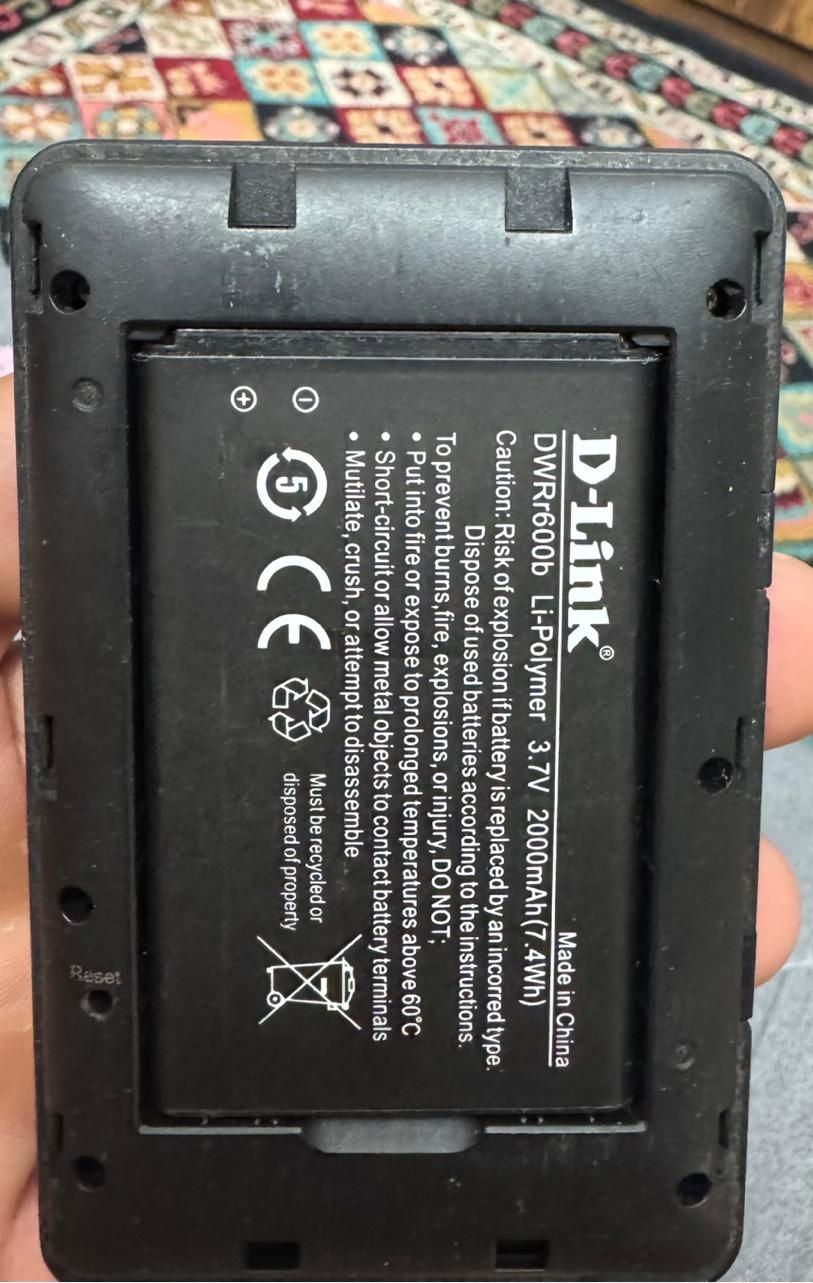 D-Link®
Made in China
DWRr600b Li-Polymer 3.7V 2000mAh(7.4Wh)
Caution: Risk of explosion if battery is replaced by an incorred type.
Dispose of used batteries according to the instructions.
To prevent burns,fire, explosions, or injury, DO NOT;
• Put into fire or expose to prolonged temperatures above 60°C
• Short-circuit or allow metal objects to contact battery terminals
• Mutilate, crush, or attempt to disassemble
⊖
⊕
5
CE
Must be recycled or
disposed of property
Reset